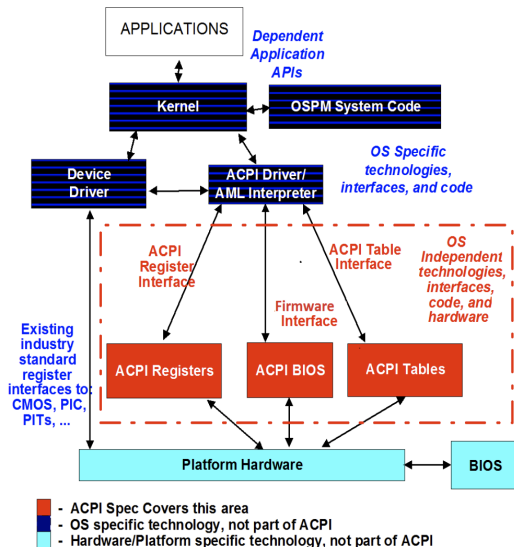 APPLICATIONS
Dependent
Application
APIs
Kernel
OSPM System Code
Device
Driver
ACPI Driver/
AML Interpreter
OS Specific
technologies,
interfaces, and code
ACPI
Register
Interface
ACPI Table
Interface
OS
Independent
technologies,
interfaces,
code, and
hardware
Firmware
Interface
Existing
industry
standard
register
interfaces to:
CMOS, PIC,
PITs, ...
ACPI Registers
ACPI BIOS
ACPI Tables
Platform Hardware
BIOS
- ACPI Spec Covers this area
- OS specific technology, not part of ACPI
- Hardware/Platform specific technology, not part of ACPI